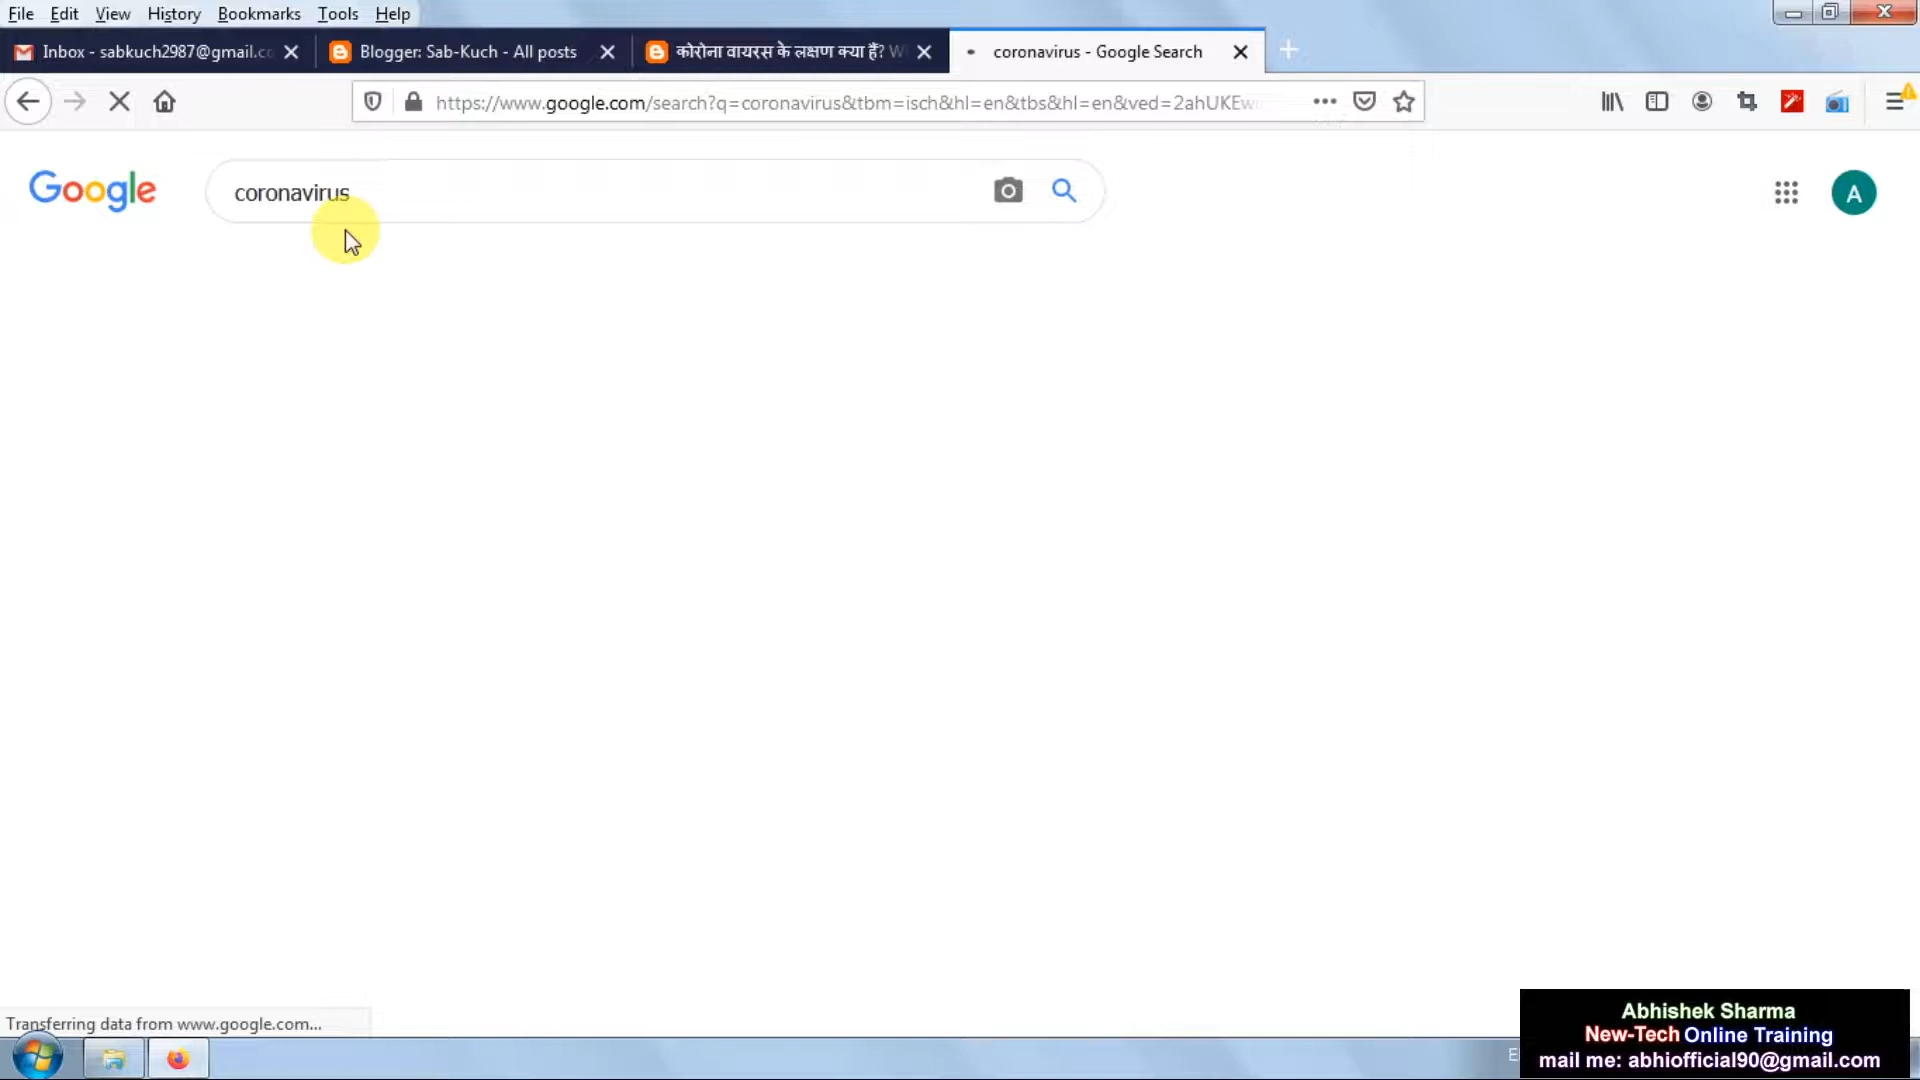 File Edit View History Bookmarks Tools Help
Inbox - sabkuch2987@gmail.co
Blogger: Sab-Kuch - All posts
कोरोना वायरस के लक्षण क्या हैं? W
coronavirus - Google Search
https://www.google.com/search?q=coronavirus&tbm=isch&hl=en&tbs&hl=en&ved=2ahUKEw
Google
coronavirus
A
Transferring data from www.google.com...
Abhishek Sharma
New-Tech Online Training
mail me: abhiofficial90@gmail.com